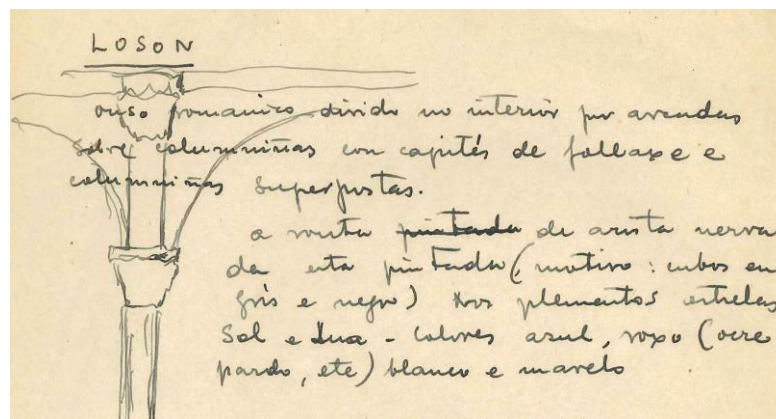 LOSON
ouso romanico divido no interior por arcadas
sobre columniñas con capités de follaxe e
columniñas superpostas.
a vouta pintada de arista nerva
da esta pintada (motivo: cubos en
gris e negro) Nos plementos estrelas
Sol e Lua - colores azul, roxo (ocre
pardo, etc) blanco e marelo